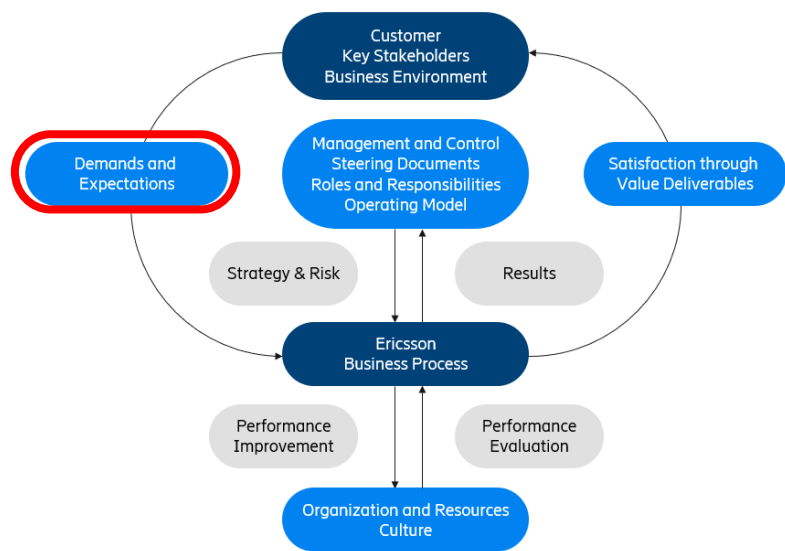 Customer
Key Stakeholders
Business Environment
Demands and
Expectations
Management and Control
Steering Documents
Roles and Responsibilities
Operating Model
Satisfaction through
Value Deliverables
Strategy & Risk
Results
Ericsson
Business Process
Performance
Improvement
Performance
Evaluation
Organization and Resources
Culture